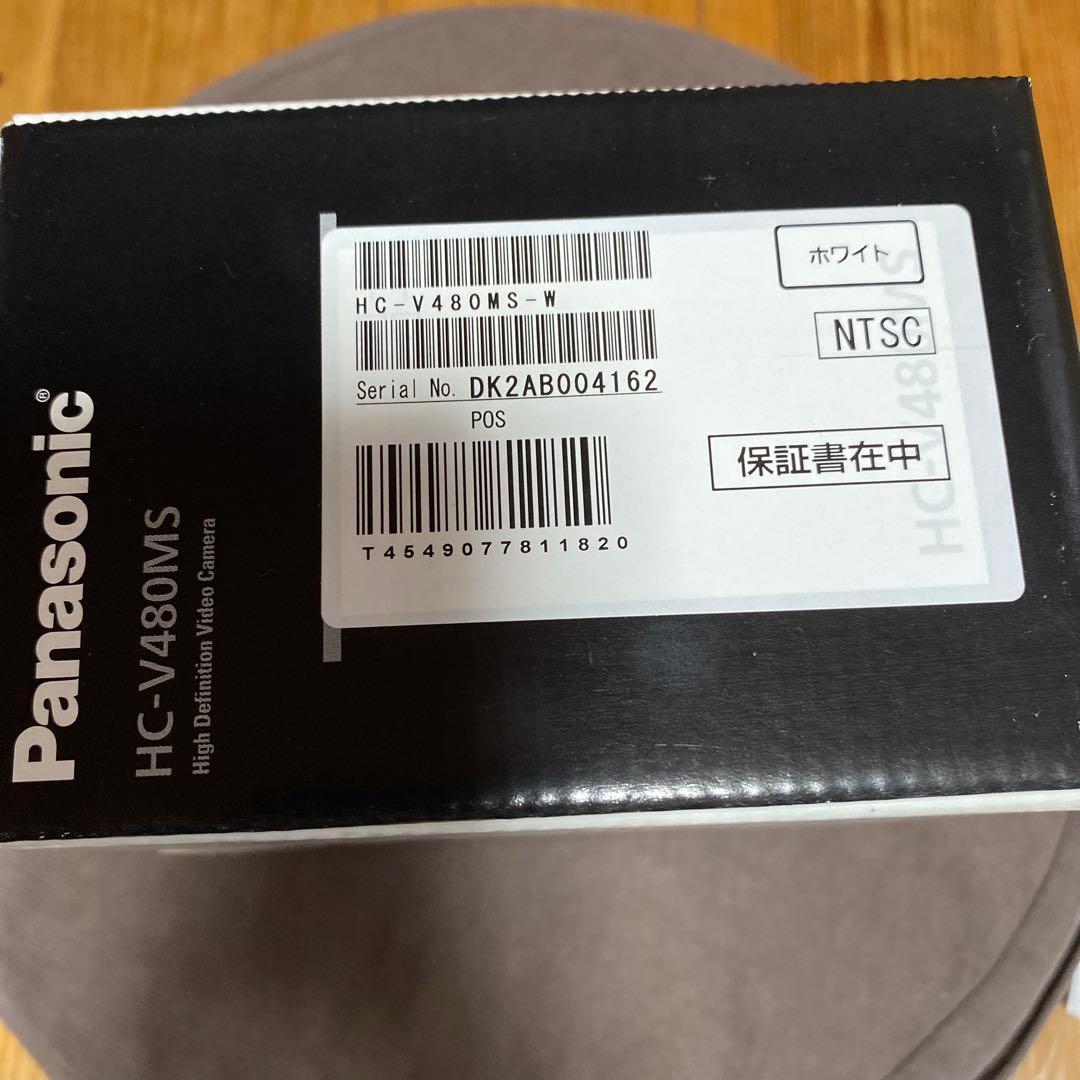 Panasonic®
HC-V480MS
High Definition Video Camera
HC-V480MS-W
Serial No. DK2AB004162
POS
T4549077811820
ホワイト
NTSC
保証書在中
HC-V480MS